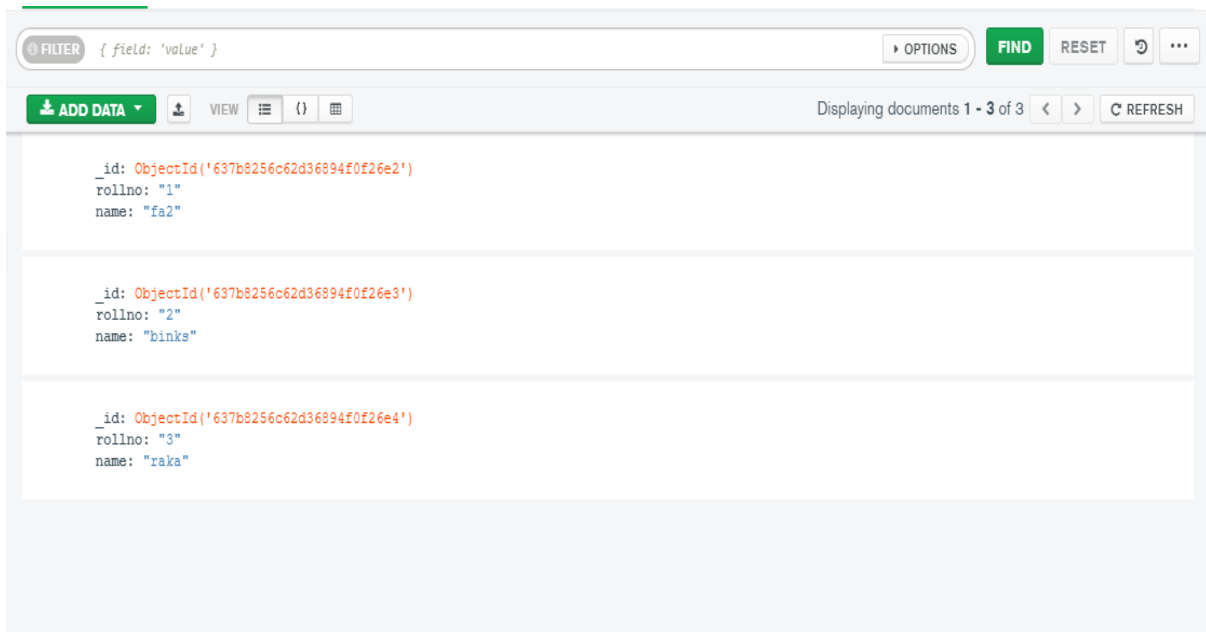 FILTER { field: 'value' } OPTIONS FIND RESET ...
ADD DATA VIEW {} Displaying documents 1 - 3 of 3 < > REFRESH
_id: ObjectId('637b8256c62d36894f0f26e2')
rollno: "1"
name: "fa2"
_id: ObjectId('637b8256c62d36894f0f26e3')
rollno: "2"
name: "binks"
_id: ObjectId('637b8256c62d36894f0f26e4')
rollno: "3"
name: "raka"